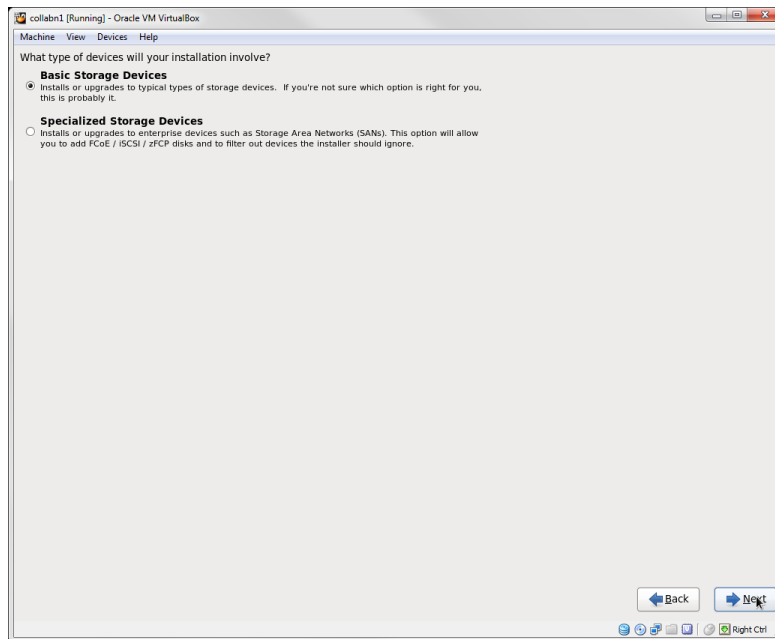 collabn1 [Running] - Oracle VM VirtualBox
Machine View Devices Help
What type of devices will your installation involve?
Basic Storage Devices
Installs or upgrades to typical types of storage devices.  If you're not sure which option is right for you,
this is probably it.
Specialized Storage Devices
Installs or upgrades to enterprise devices such as Storage Area Networks (SANs). This option will allow
you to add FCoE / iSCSI / zFCP disks and to filter out devices the installer should ignore.
Back Next
Right Ctrl